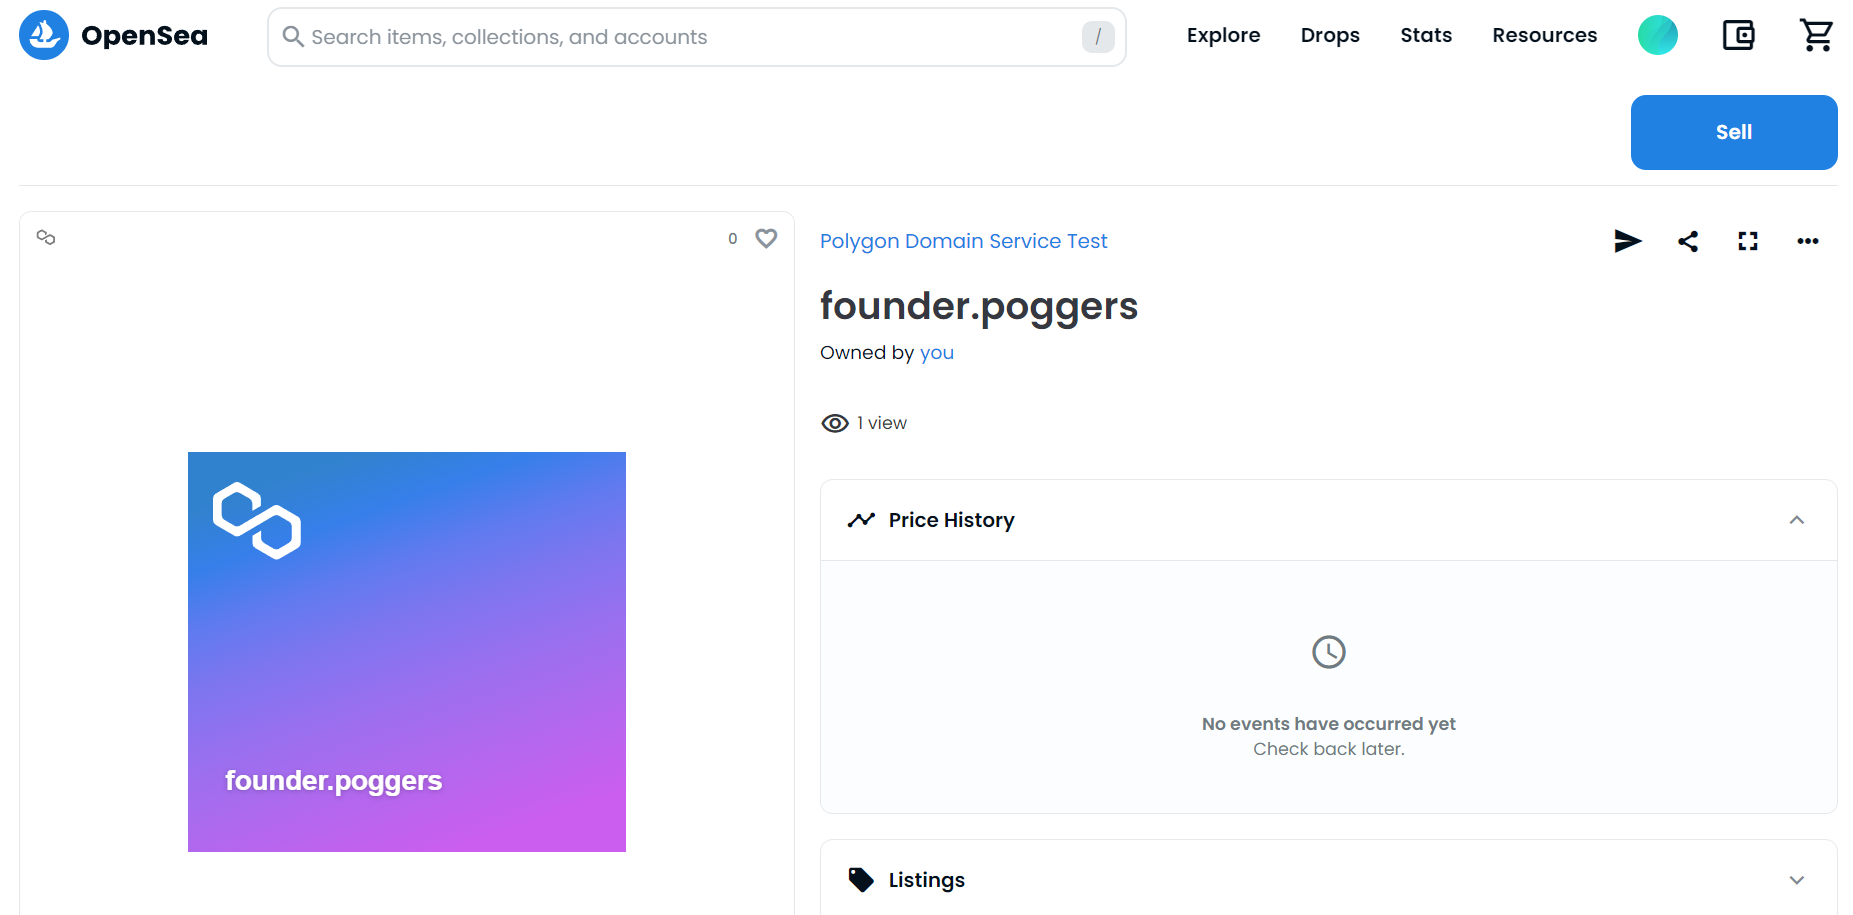 OpenSea
Search items, collections, and accounts
/
Explore
Drops
Stats
Resources
Sell
0
Polygon Domain Service Test
founder.poggers
Owned by you
1 view
founder.poggers
Price History
No events have occurred yet
Check back later.
Listings